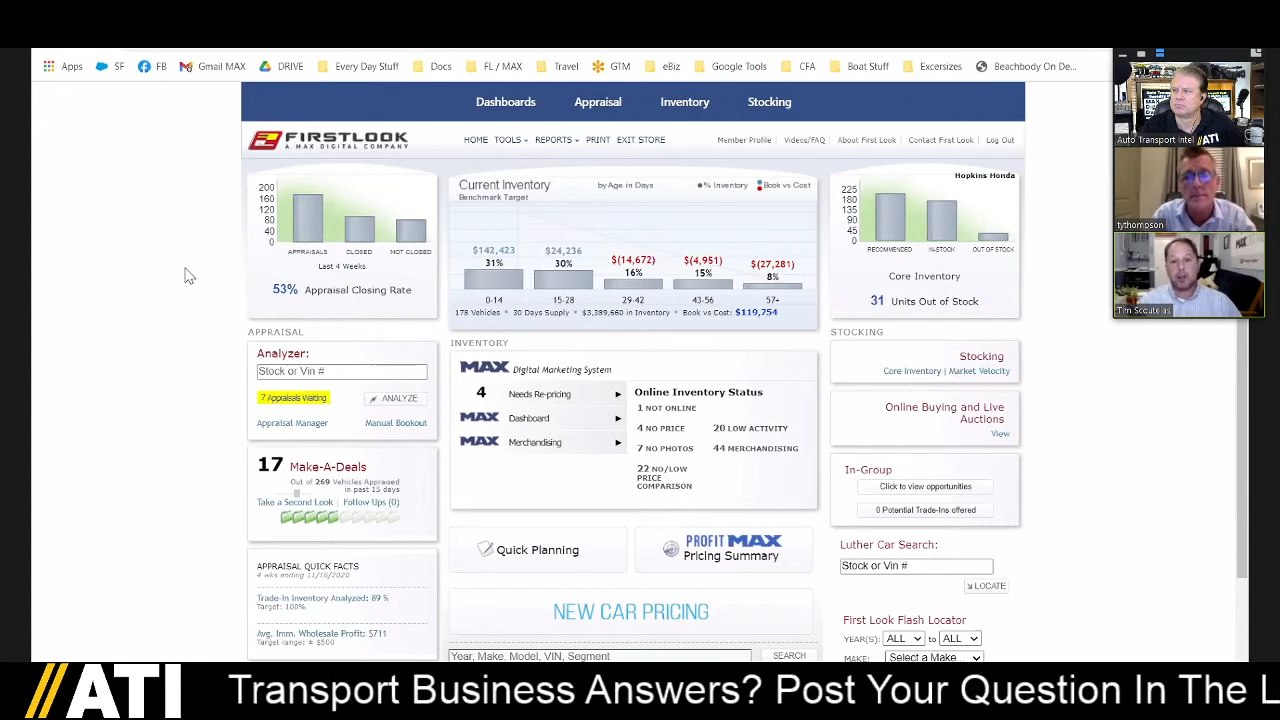 Apps SF FB Gmail MAX DRIVE Every Day Stuff Docs FL / MAX Travel GTM eBiz Google Tools CFA Boat Stuff Excersizes Beachbody On De...
Dashboards Appraisal Inventory Stocking
FIRSTLOOK
A MAX DIGITAL COMPANY
HOME TOOLS REPORTS PRINT EXIT STORE Member Profile Videos/FAQ About First Look Contact First Look Log Out
Auto Transport Intel //ATI
tythompson
Tim Scoutelas
200
160
120
80
40
0
APPRAISALS CLOSED NOT CLOSED
Last 4 Weeks
53% Appraisal Closing Rate
Current Inventory by Age in Days % Inventory Book vs Cost
Benchmark Target
$142,423 $24,236 $(14,672) $(4,951) $(27,281)
31% 30% 16% 15% 8%
0-14 15-28 29-42 43-56 57+
178 Vehicles • 30 Days Supply • $3,389,660 in Inventory • Book vs Cost: $119,754
Hopkins Honda
225
180
135
90
45
0
RECOMMENDED IN-STOCK OUT OF STOCK
Core Inventory
31 Units Out of Stock
APPRAISAL
Analyzer:
Stock or Vin #
7 Appraisals Waiting ANALYZE
Appraisal Manager Manual Bookout
17 Make-A-Deals
Out of 269 Vehicles Appraised
in past 15 days
Take a Second Look | Follow Ups (0)
APPRAISAL QUICK FACTS
4 wks ending 11/16/2020
Trade-In Inventory Analyzed: 89 %
Target: 100%
Avg. Imm. Wholesale Profit: $711
Target range: ± $500
INVENTORY
MAX Digital Marketing System
4 Needs Re-pricing
MAX Dashboard
MAX Merchandising
Online Inventory Status
1 NOT ONLINE
4 NO PRICE 20 LOW ACTIVITY
7 NO PHOTOS 44 MERCHANDISING
22 NO/LOW
PRICE
COMPARISON
Quick Planning
PROFIT MAX
Pricing Summary
NEW CAR PRICING
Year, Make, Model, VIN, Segment SEARCH
STOCKING
Stocking
Core Inventory | Market Velocity
Online Buying and Live
Auctions
View
In-Group
Click to view opportunities
0 Potential Trade-Ins offered
Luther Car Search:
Stock or Vin #
LOCATE
First Look Flash Locator
YEAR(S): ALL to ALL
MAKE: Select a Make...
//ATI Transport Business Answers? Post Your Question In The L